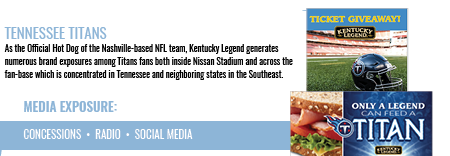 TENNESSEE TITANS
As the Official Hot Dog of the Nashville-based NFL team, Kentucky Legend generates
numerous brand exposures among Titans fans both inside Nissan Stadium and across the
fan-base which is concentrated in Tennessee and neighboring states in the Southeast.
MEDIA EXPOSURE:
CONCESSIONS • RADIO • SOCIAL MEDIA
TICKET GIVEAWAY!
KENTUCKY
LEGEND
ONLY A LEGEND
CAN FEED A
TITAN
KENTUCKY
LEGEND